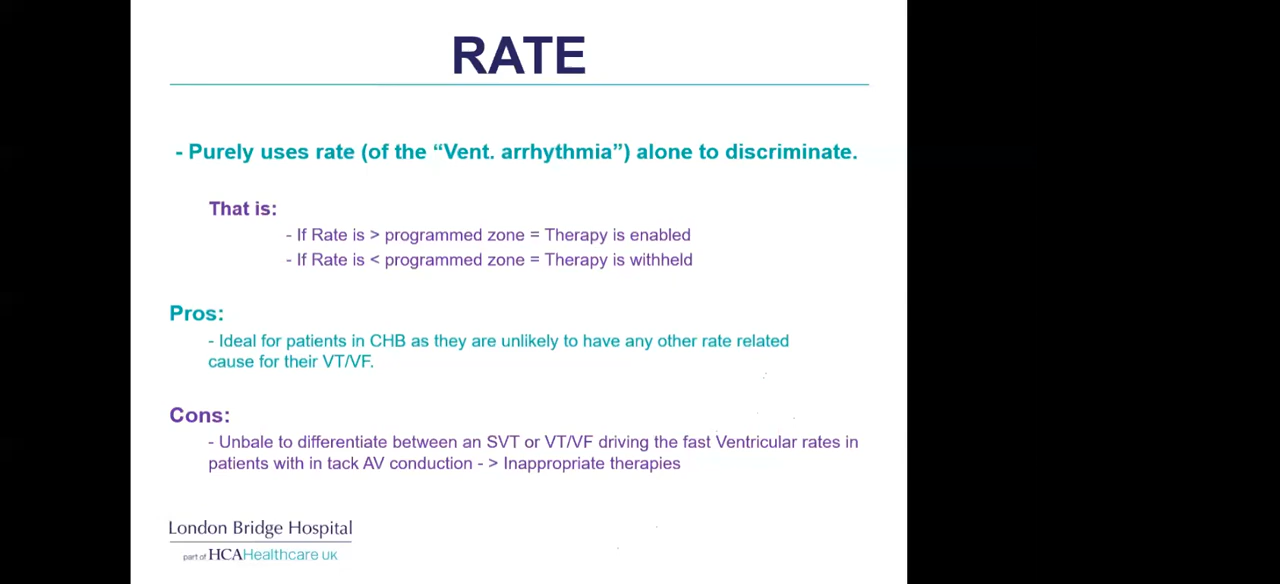 RATE
- Purely uses rate (of the “Vent. arrhythmia”) alone to discriminate.
That is:
- If Rate is > programmed zone = Therapy is enabled
- If Rate is < programmed zone = Therapy is withheld
Pros:
- Ideal for patients in CHB as they are unlikely to have any other rate related
cause for their VT/VF.
Cons:
- Unbale to differentiate between an SVT or VT/VF driving the fast Ventricular rates in
patients with in tack AV conduction - > Inappropriate therapies
London Bridge Hospital
part of HCAHealthcare UK